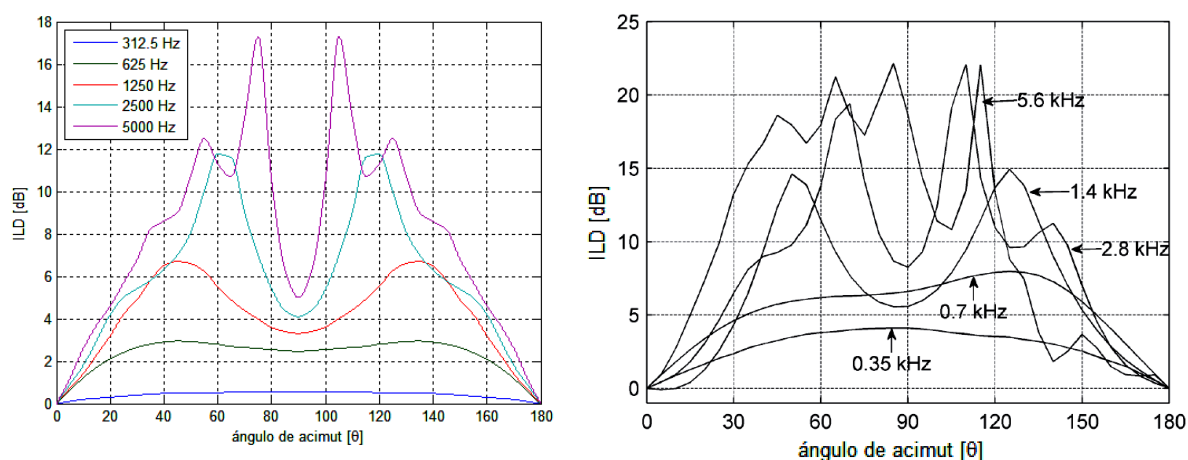 18
16
14
12
10
8
6
4
2
0
ILD [dB]
312.5 Hz
625 Hz
1250 Hz
2500 Hz
5000 Hz
0 20 40 60 80 100 120 140 160 180
ángulo de acimut [θ]
25
20
15
10
5
0
ILD [dB]
5.6 kHz
1.4 kHz
2.8 kHz
0.7 kHz
0.35 kHz
0 30 60 90 120 150 180
ángulo de acimut [θ]